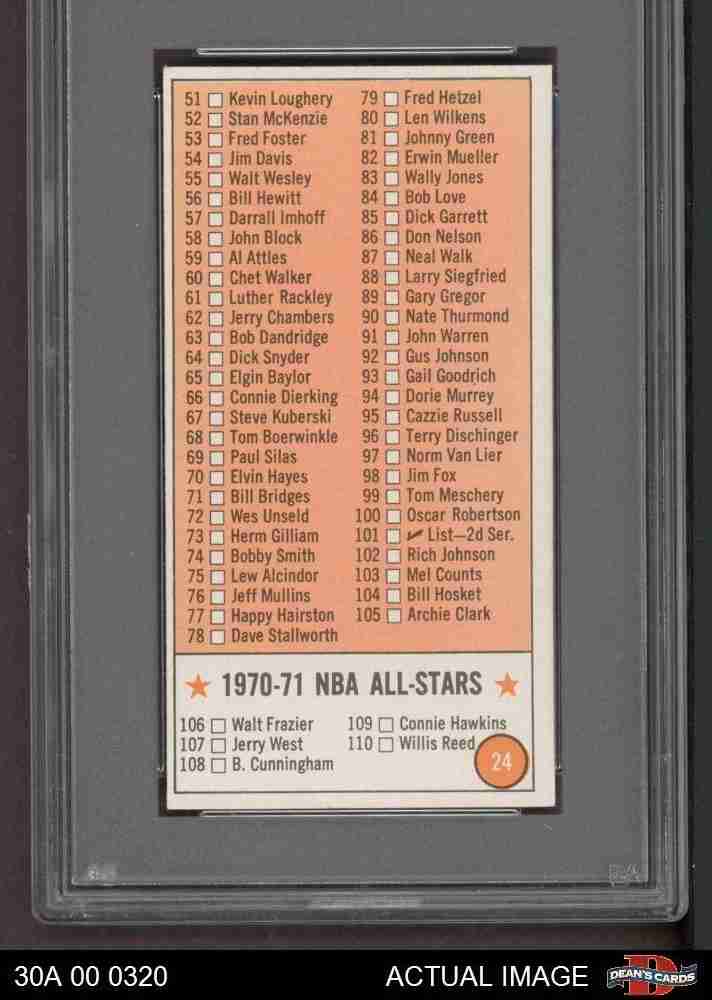 51 Kevin Loughery
52 Stan McKenzie
53 Fred Foster
54 Jim Davis
55 Walt Wesley
56 Bill Hewitt
57 Darrall Imhoff
58 John Block
59 Al Attles
60 Chet Walker
61 Luther Rackley
62 Jerry Chambers
63 Bob Dandridge
64 Dick Snyder
65 Elgin Baylor
66 Connie Dierking
67 Steve Kuberski
68 Tom Boerwinkle
69 Paul Silas
70 Elvin Hayes
71 Bill Bridges
72 Wes Unseld
73 Herm Gilliam
74 Bobby Smith
75 Lew Alcindor
76 Jeff Mullins
77 Happy Hairston
78 Dave Stallworth
79 Fred Hetzel
80 Len Wilkens
81 Johnny Green
82 Erwin Mueller
83 Wally Jones
84 Bob Love
85 Dick Garrett
86 Don Nelson
87 Neal Walk
88 Larry Siegfried
89 Gary Gregor
90 Nate Thurmond
91 John Warren
92 Gus Johnson
93 Gail Goodrich
94 Dorie Murrey
95 Cazzie Russell
96 Terry Dischinger
97 Norm Van Lier
98 Jim Fox
99 Tom Meschery
100 Oscar Robertson
101 List—2d Ser.
102 Rich Johnson
103 Mel Counts
104 Bill Hosket
105 Archie Clark
★ 1970-71 NBA ALL-STARS ★
106 Walt Frazier
107 Jerry West
108 B. Cunningham
109 Connie Hawkins
110 Willis Reed
24
30A 00 0320
ACTUAL IMAGE
DEAN'S CARDS